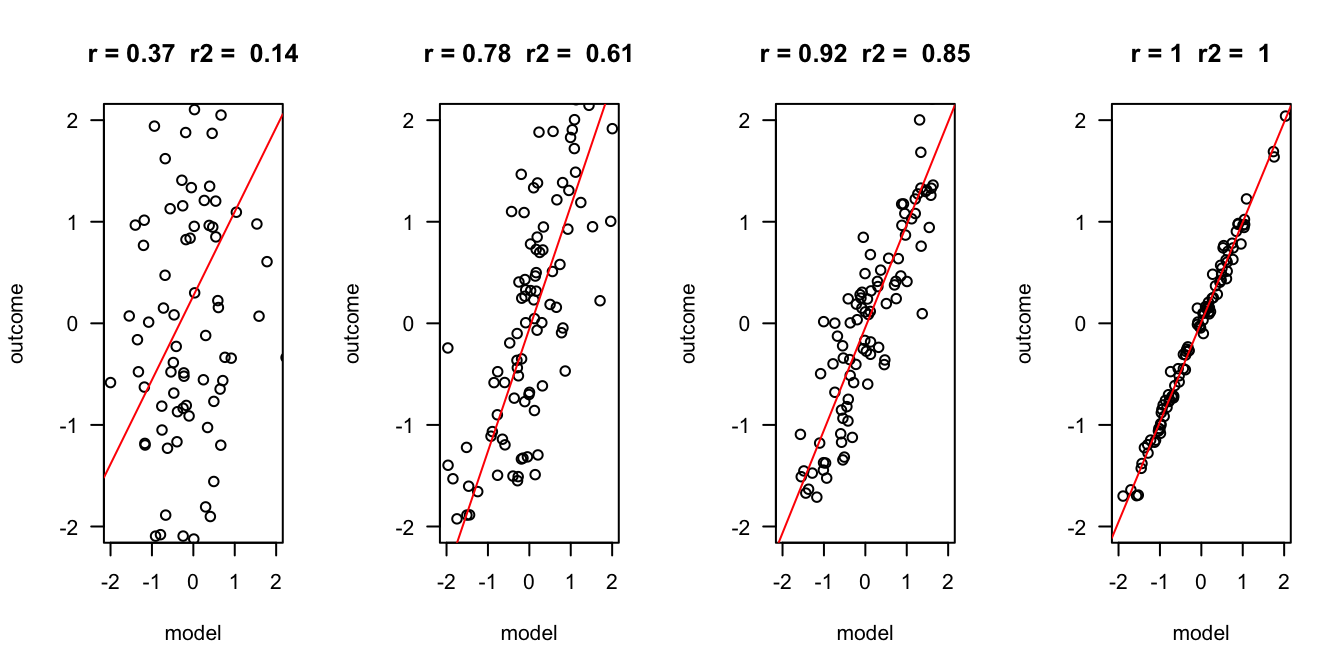 r = 0.37 r2 = 0.14
2
1
0
-1
-2
outcome
-2 -1 0 1 2
model
r = 0.78 r2 = 0.61
2
1
0
-1
-2
outcome
-2 -1 0 1 2
model
r = 0.92 r2 = 0.85
2
1
0
-1
-2
outcome
-2 -1 0 1 2
model
r = 1 r2 = 1
2
1
0
-1
-2
outcome
-2 -1 0 1 2
model